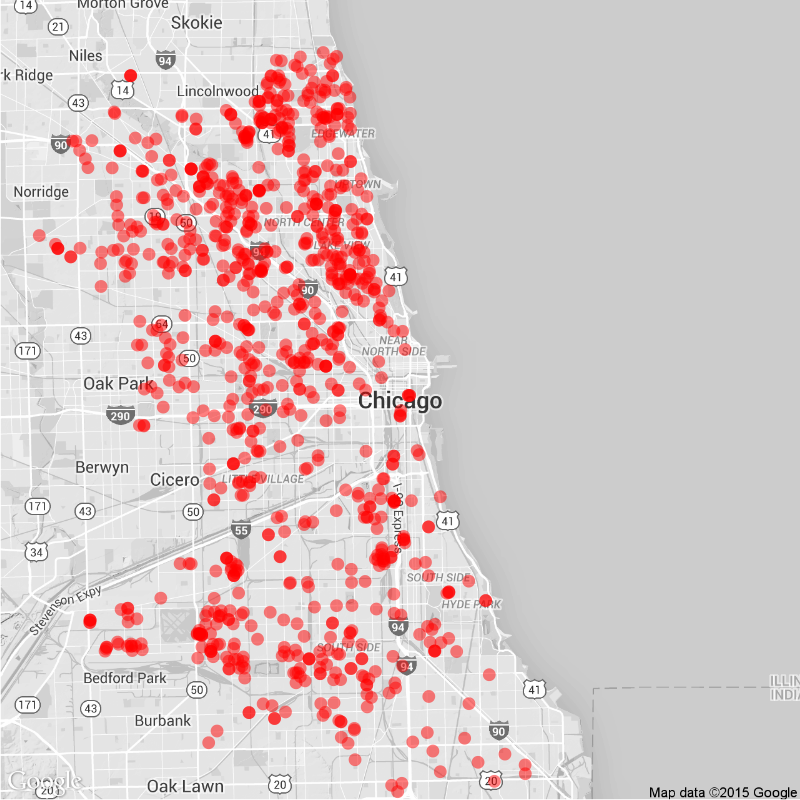 14
Morton Grove
21
Skokie
Niles
94
rk Ridge
14
Lincolnwood
43
41
EDGEWATER
90
Norridge
UPTOWN
19
50
NORTH CENTER
LAKE VIEW
90
41
64
43
NEAR
NORTH SIDE
171
50
Oak Park
Chicago
290
290
Berwyn
Cicero
LITTLE VILLAGE
171
43
50
I-90 Express
41
55
34
SOUTH SIDE
HYDE PARK
Stevenson Expy
94
SOUTH SIDE
94
Bedford Park
ILLIN
INDIA
50
41
171
43
Burbank
90
Google
20
Oak Lawn
20
20
Map data ©2015 Google